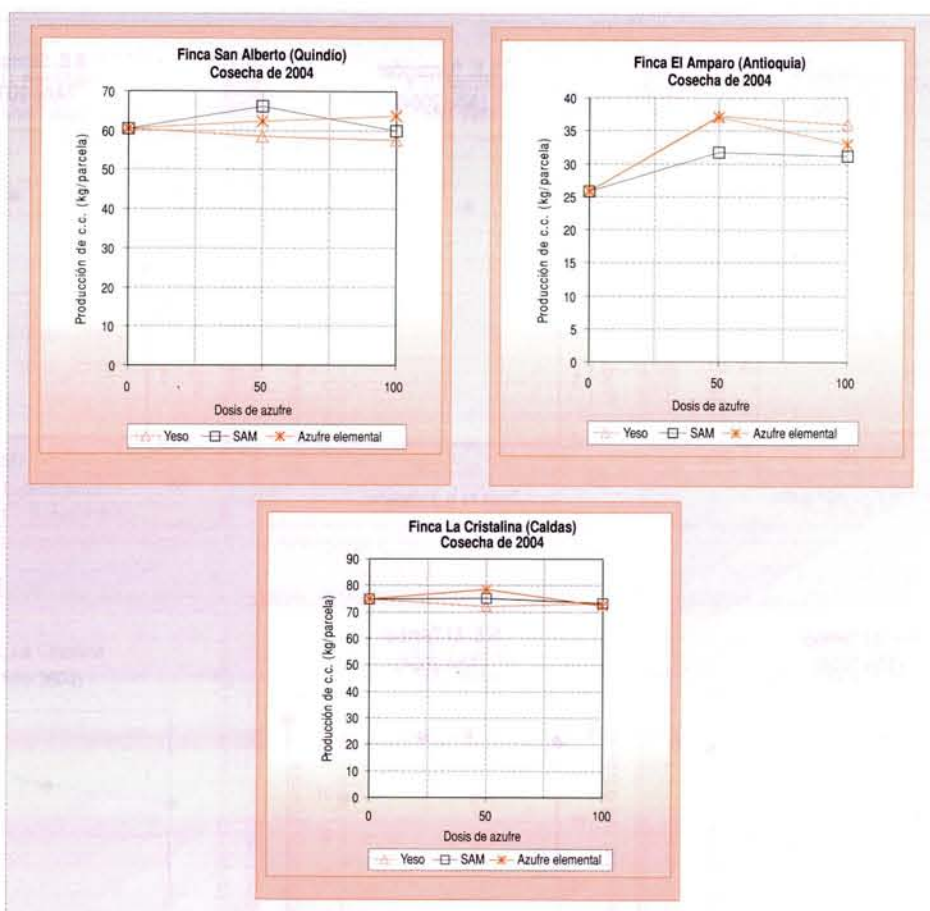 Finca San Alberto (Quindío)
Cosecha de 2004
Producción de c.c. (kg/parcela)
70
60
50
40
30
20
10
0
0 50 100
Dosis de azufre
Yeso SAM Azufre elemental
Finca El Amparo (Antioquia)
Cosecha de 2004
Producción de c.c. (kg/parcela)
40
35
30
25
20
15
10
5
0
0 50 100
Dosis de azufre
Yeso SAM Azufre elemental
Finca La Cristalina (Caldas)
Cosecha de 2004
Producción de c.c. (kg/parcela)
90
80
70
60
50
40
30
20
10
0
0 50 100
Dosis de azufre
Yeso SAM Azufre elemental